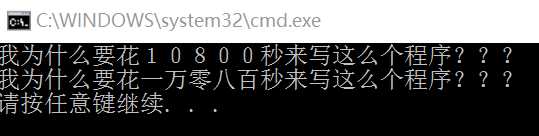 C:\WINDOWS\system32\cmd.exe
我为什么要花１０８００秒来写这么个程序？？？
我为什么要花一万零八百秒来写这么个程序？？？
请按任意键继续. . .